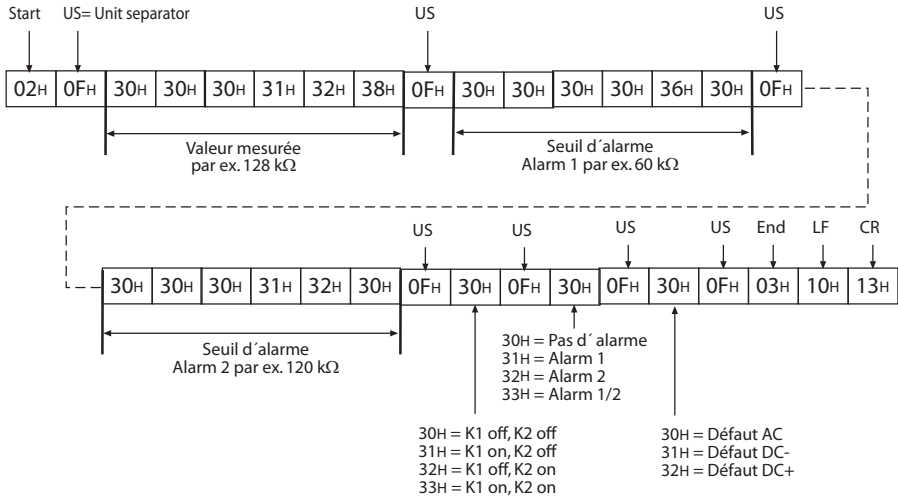 Start US= Unit separator US US
02H 0FH 30H 30H 30H 31H 32H 38H 0FH 30H 30H 30H 30H 36H 30H 0FH
Valeur mesurée
par ex. 128 kΩ
Seuil d´alarme
Alarm 1 par ex. 60 kΩ
US US US US End LF CR
30H 30H 30H 31H 32H 30H 0FH 30H 0FH 30H 0FH 30H 0FH 03H 10H 13H
Seuil d´alarme
Alarm 2 par ex. 120 kΩ
30H = Pas d´ alarme
31H = Alarm 1
32H = Alarm 2
33H = Alarm 1/2
30H = K1 off, K2 off
31H = K1 on, K2 off
32H = K1 off, K2 on
33H = K1 on, K2 on
30H = Défaut AC
31H = Défaut DC-
32H = Défaut DC+